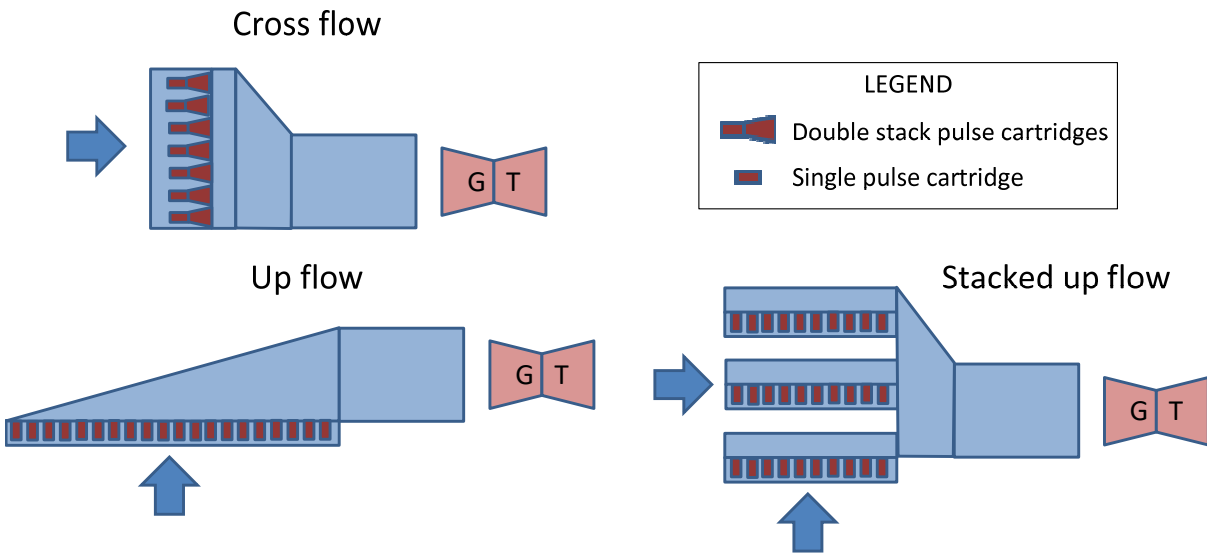 Cross flow
LEGEND
Double stack pulse cartridges
Single pulse cartridge
G T
Up flow
Stacked up flow
G T
G T